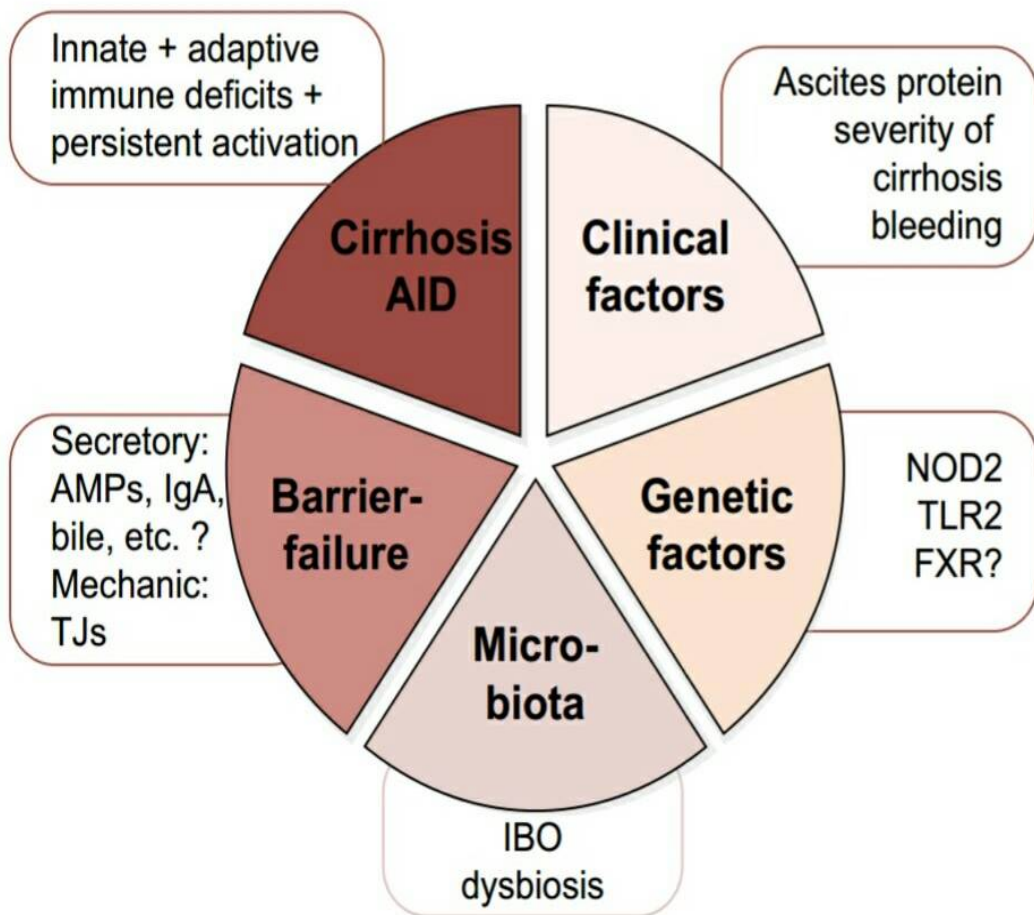 Innate + adaptive
immune deficits +
persistent activation
Ascites protein
severity of
cirrhosis
bleeding
Cirrhosis
AID
Clinical
factors
Secretory:
AMPs, IgA,
bile, etc. ?
Mechanic:
TJs
Barrier-
failure
Genetic
factors
NOD2
TLR2
FXR?
Micro-
biota
IBO
dysbiosis